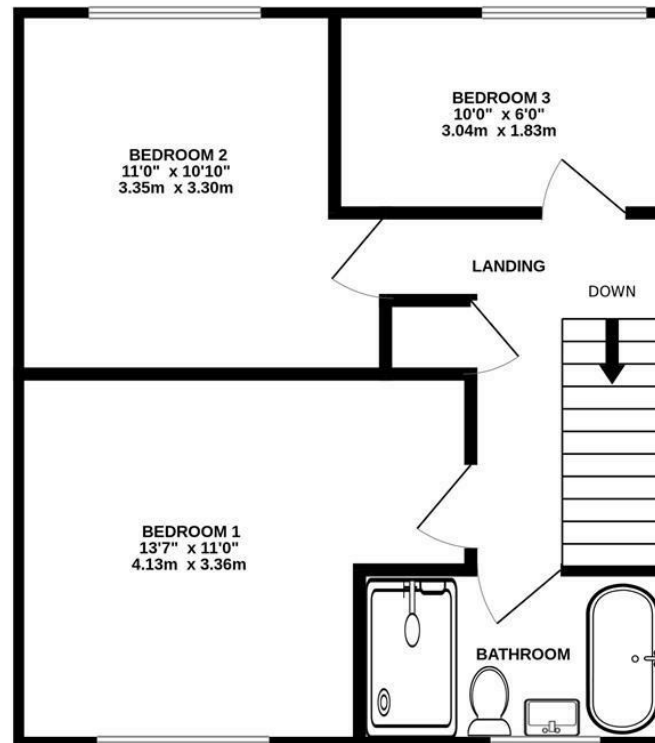 BEDROOM 3
10'0" x 6'0"
3.04m x 1.83m
BEDROOM 2
11'0" x 10'10"
3.35m x 3.30m
LANDING
DOWN
BEDROOM 1
13'7" x 11'0"
4.13m x 3.36m
BATHROOM